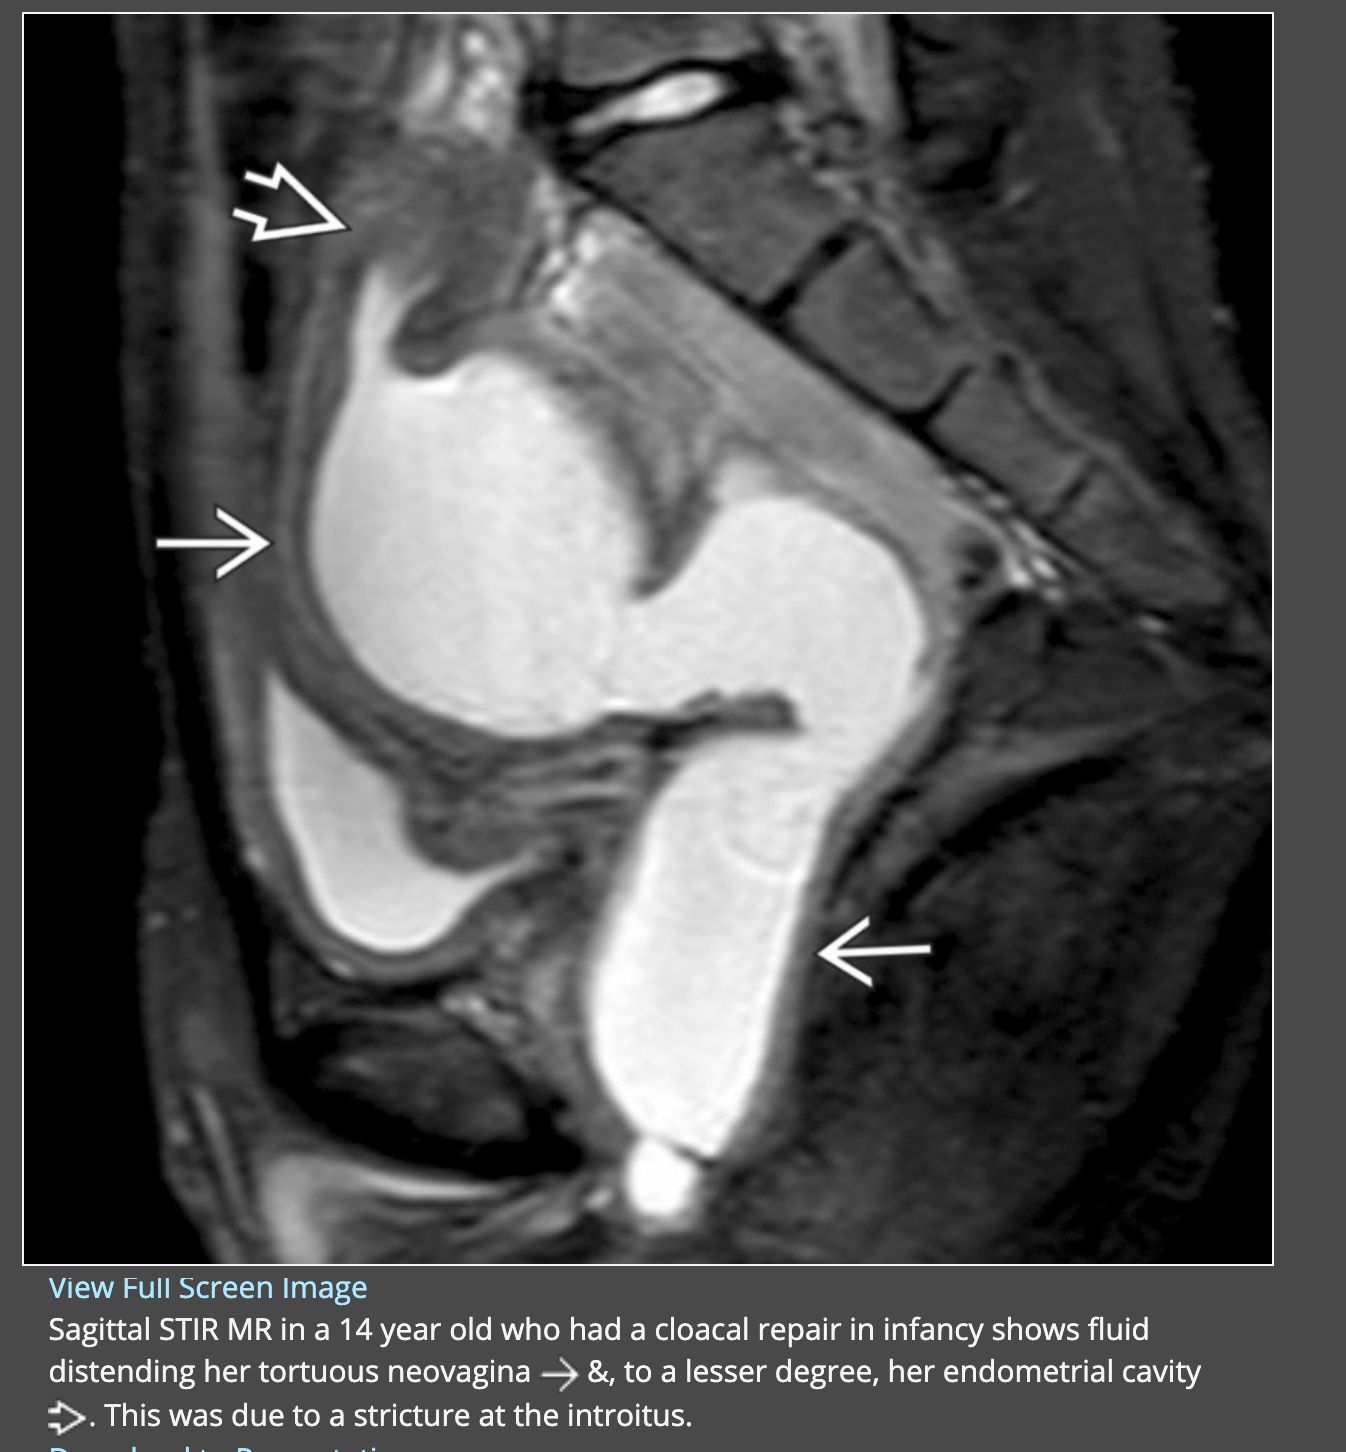 View Full Screen Image
Sagittal STIR MR in a 14 year old who had a cloacal repair in infancy shows fluid
distending her tortuous neovagina &, to a lesser degree, her endometrial cavity
. This was due to a stricture at the introitus.